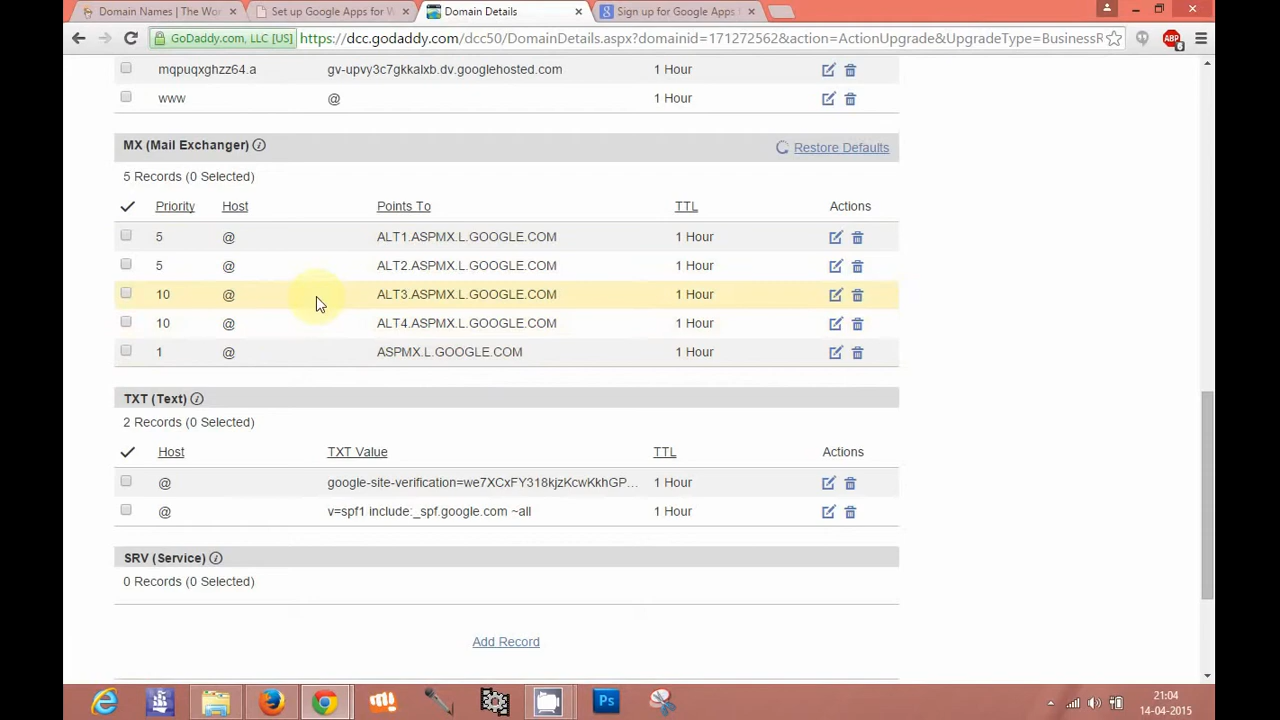 Domain Names | The Wor
Set up Google Apps for W
Domain Details
Sign up for Google Apps
GoDaddy.com, LLC [US]
https://dcc.godaddy.com/dcc50/DomainDetails.aspx?domainid=171272562&action=ActionUpgrade&UpgradeType=BusinessR
ABP
6
mqpuqxghzz64.a gv-upvy3c7gkkalxb.dv.googlehosted.com 1 Hour
www @ 1 Hour
MX (Mail Exchanger) Restore Defaults
5 Records (0 Selected)
Priority Host Points To TTL Actions
5 @ ALT1.ASPMX.L.GOOGLE.COM 1 Hour
5 @ ALT2.ASPMX.L.GOOGLE.COM 1 Hour
10 @ ALT3.ASPMX.L.GOOGLE.COM 1 Hour
10 @ ALT4.ASPMX.L.GOOGLE.COM 1 Hour
1 @ ASPMX.L.GOOGLE.COM 1 Hour
TXT (Text)
2 Records (0 Selected)
Host TXT Value TTL Actions
@ google-site-verification=we7XCxFY318kjzKcwKkhGP... 1 Hour
@ v=spf1 include:_spf.google.com ~all 1 Hour
SRV (Service)
0 Records (0 Selected)
Add Record
Ps
21:04
14-04-2015